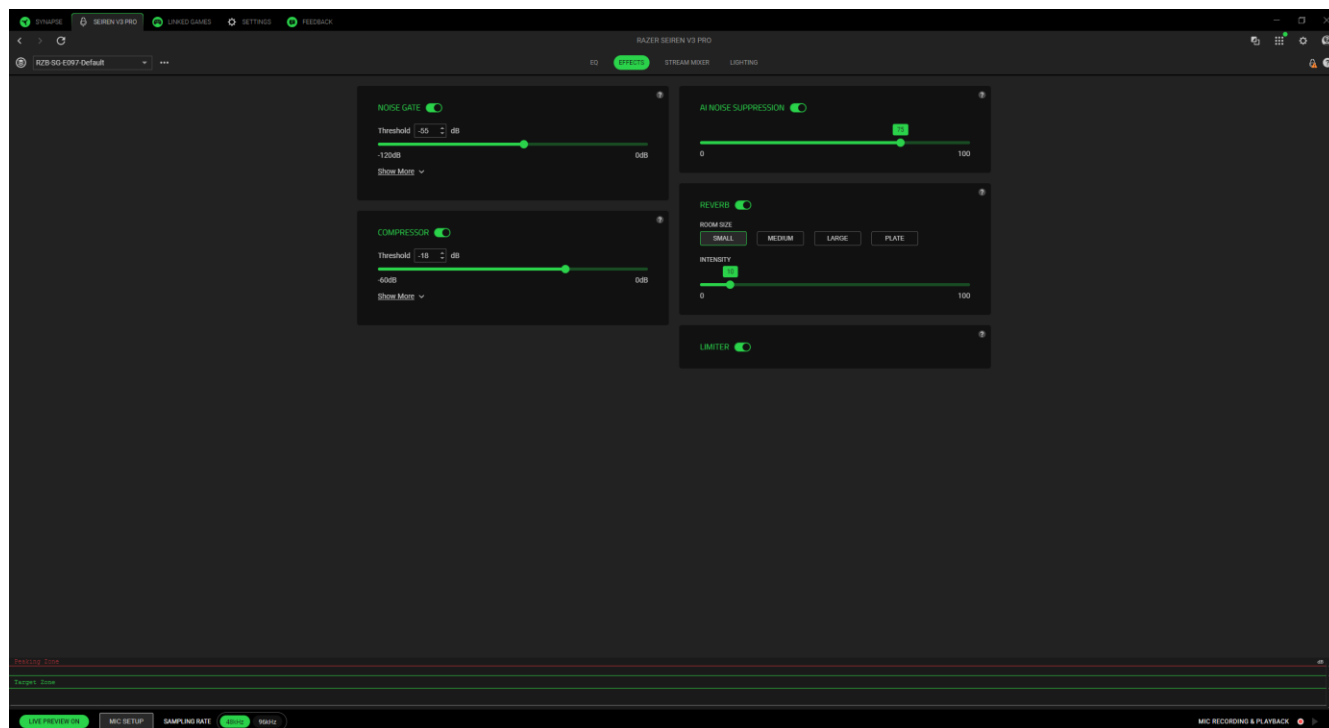 SYNAPSE SEIREN V3 PRO LINKED GAMES SETTINGS FEEDBACK
RAZER SEIREN V3 PRO
RZB-SG-E097-Default
EQ EFFECTS STREAM MIXER LIGHTING
NOISE GATE
Threshold -55 dB
-120dB 0dB
Show More
COMPRESSOR
Threshold -18 dB
-60dB 0dB
Show More
AI NOISE SUPPRESSION
75
0 100
REVERB
ROOM SIZE
SMALL MEDIUM LARGE PLATE
INTENSITY
10
0 100
LIMITER
Peaking Zone dB
Target Zone
LIVE PREVIEW ON MIC SETUP SAMPLING RATE 48kHz 96kHz MIC RECORDING & PLAYBACK